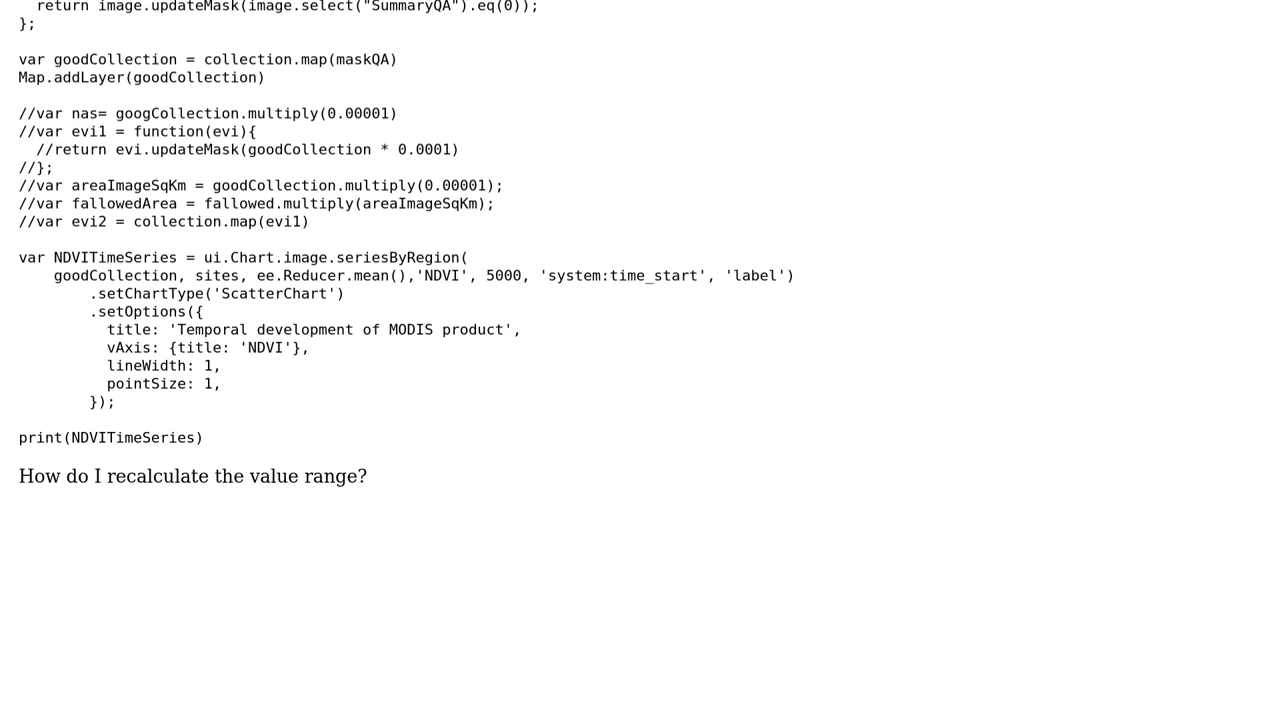 return image.updateMask(image.select("SummaryQA").eq(0));
};
var goodCollection = collection.map(maskQA)
Map.addLayer(goodCollection)
//var nas= googCollection.multiply(0.00001)
//var evi1 = function(evi){
//return evi.updateMask(goodCollection * 0.0001)
//};
//var areaImageSqKm = goodCollection.multiply(0.00001);
//var fallowedArea = fallowed.multiply(areaImageSqKm);
//var evi2 = collection.map(evi1)
var NDVITimeSeries = ui.Chart.image.seriesByRegion(
goodCollection, sites, ee.Reducer.mean(),'NDVI', 5000, 'system:time_start', 'label')
.setChartType('ScatterChart')
.setOptions({
title: 'Temporal development of MODIS product',
vAxis: {title: 'NDVI'},
lineWidth: 1,
pointSize: 1,
});
print(NDVITimeSeries)
How do I recalculate the value range?